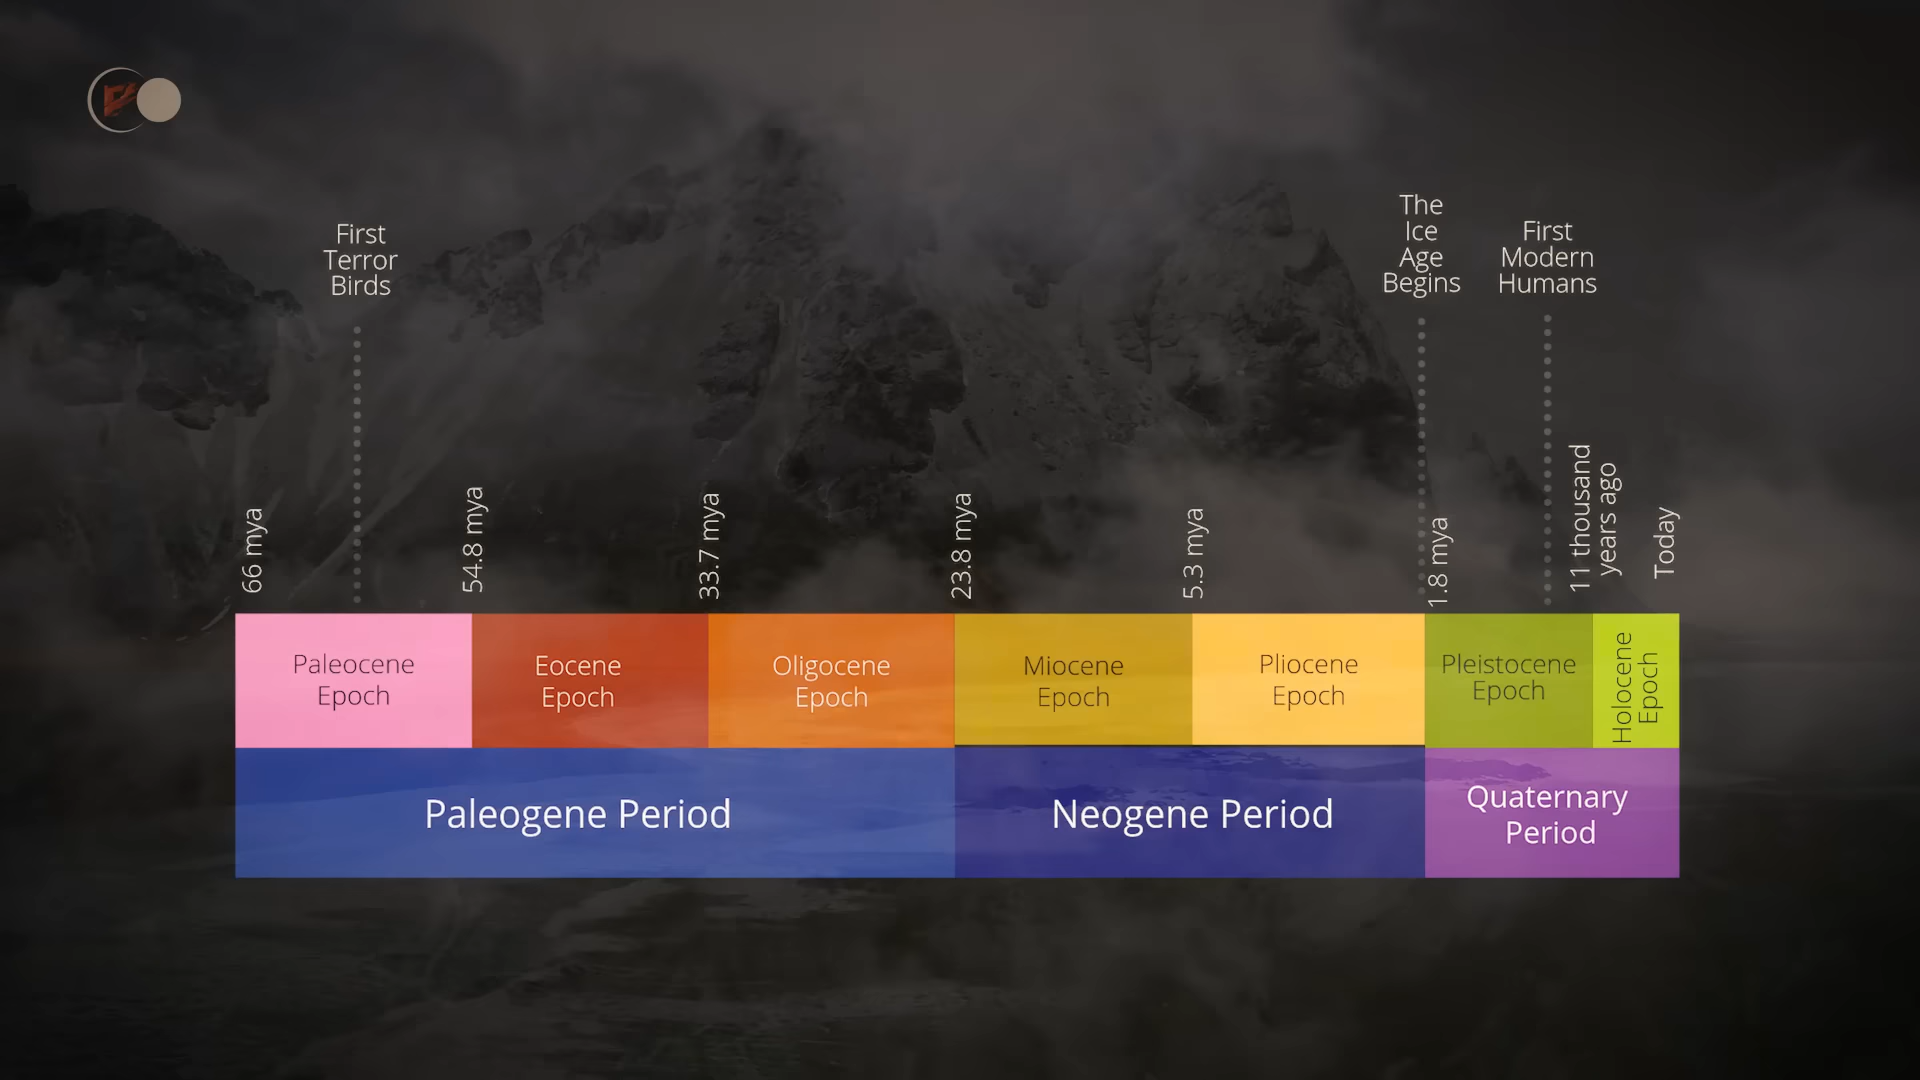 First
Terror
Birds
The
Ice
Age
Begins
First
Modern
Humans
66 mya
54.8 mya
33.7 mya
23.8 mya
5.3 mya
1.8 mya
11 thousand
years ago
Today
Paleocene
Epoch
Eocene
Epoch
Oligocene
Epoch
Miocene
Epoch
Pliocene
Epoch
Pleistocene
Epoch
Holocene
Epoch
Paleogene Period
Neogene Period
Quaternary
Period